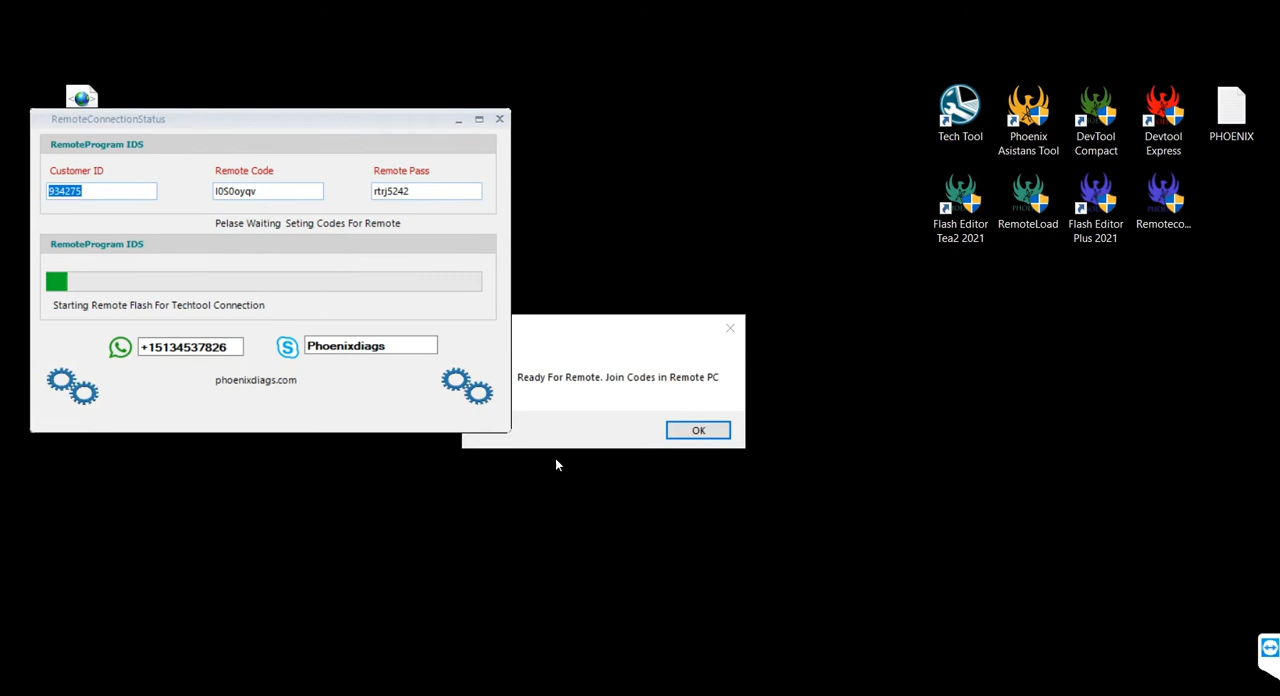 RemoteConnectionStatus
RemoteProgram IDS
Customer ID Remote Code Remote Pass
934275 I0S0oyqv rtrj5242
Pelase Waiting Seting Codes For Remote
RemoteProgram IDS
Starting Remote Flash For Techtool Connection
+15134537826 Phoenixdiags
phoenixdiags.com
Ready For Remote. Join Codes in Remote PC
OK
Tech Tool
Phoenix
Asistans Tool
DevTool
Compact
Devtool
Express
PHOENIX
Flash Editor
Tea2 2021
RemoteLoad
Flash Editor
Plus 2021
Remoteco...